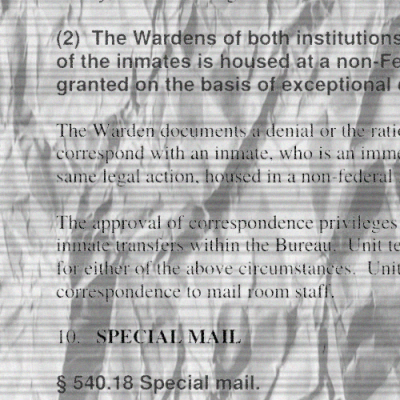 (2) The Wardens of both institutions
of the inmates is housed at a non-Fe
granted on the basis of exceptional
The Warden documents a denial or the ratio
correspond with an inmate, who is an imme
same legal action, housed in a non-federal
The approval of correspondence privileges
inmate transfers within the Bureau. Unit te
for either of the above circumstances. Unit
correspondence to mail room staff.
10. SPECIAL MAIL
§ 540.18 Special mail.